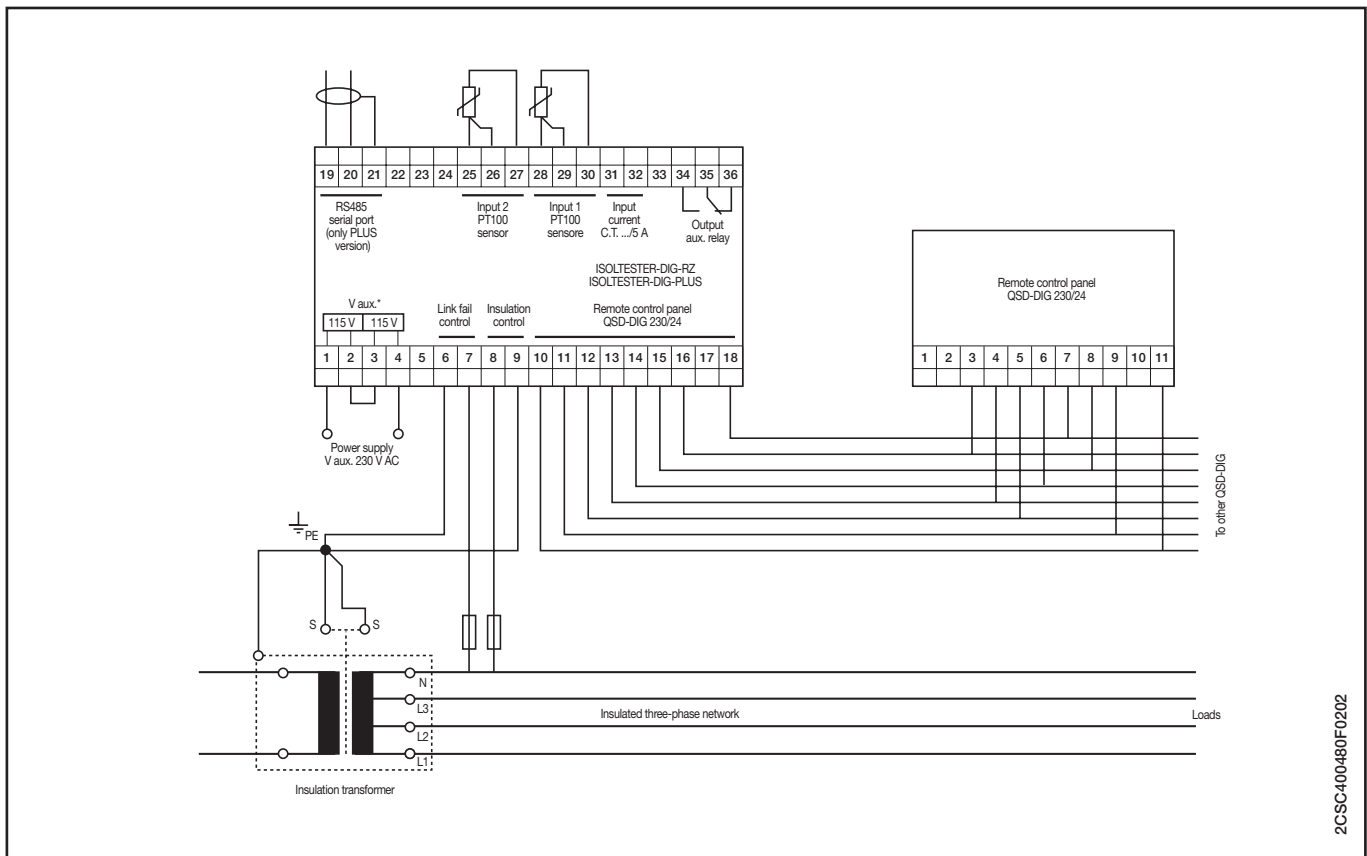 19 20 21 22 23 24 25 26 27 28 29 30 31 32 33 34 35 36
RS485
serial port
(only PLUS
version)
Input 2
PT100
sensor
Input 1
PT100
sensore
Input
current
C.T. .../5 A
Output
aux. relay
ISOLTESTER-DIG-RZ
ISOLTESTER-DIG-PLUS
V aux.*
115 V 115 V
Link fail
control
Insulation
control
Remote control panel
QSD-DIG 230/24
1 2 3 4 5 6 7 8 9 10 11 12 13 14 15 16 17 18
Remote control panel
QSD-DIG 230/24
1 2 3 4 5 6 7 8 9 10 11
Power supply
V aux. 230 V AC
To other QSD-DIG
PE
S S
N
L3
L2
L1
Insulated three-phase network
Loads
Insulation transformer
2CSC400480F0202